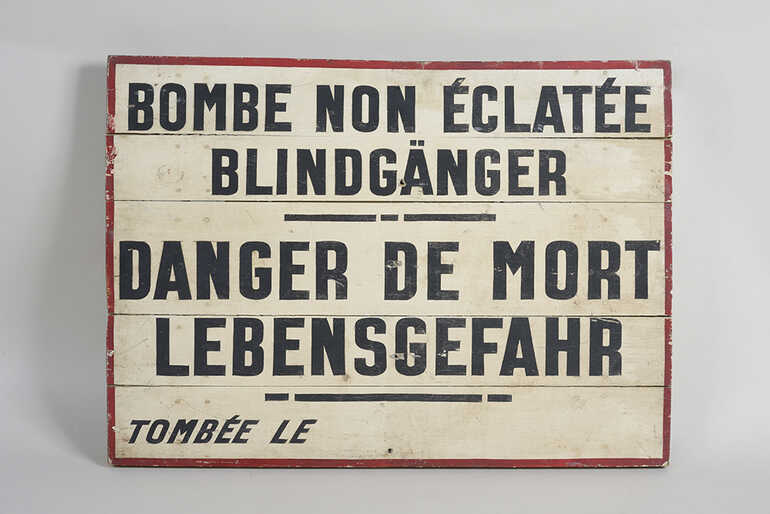 BOMBE NON ÉCLATÉE
BLINDGÄNGER
DANGER DE MORT
LEBENSGEFAHR
TOMBÉE LE